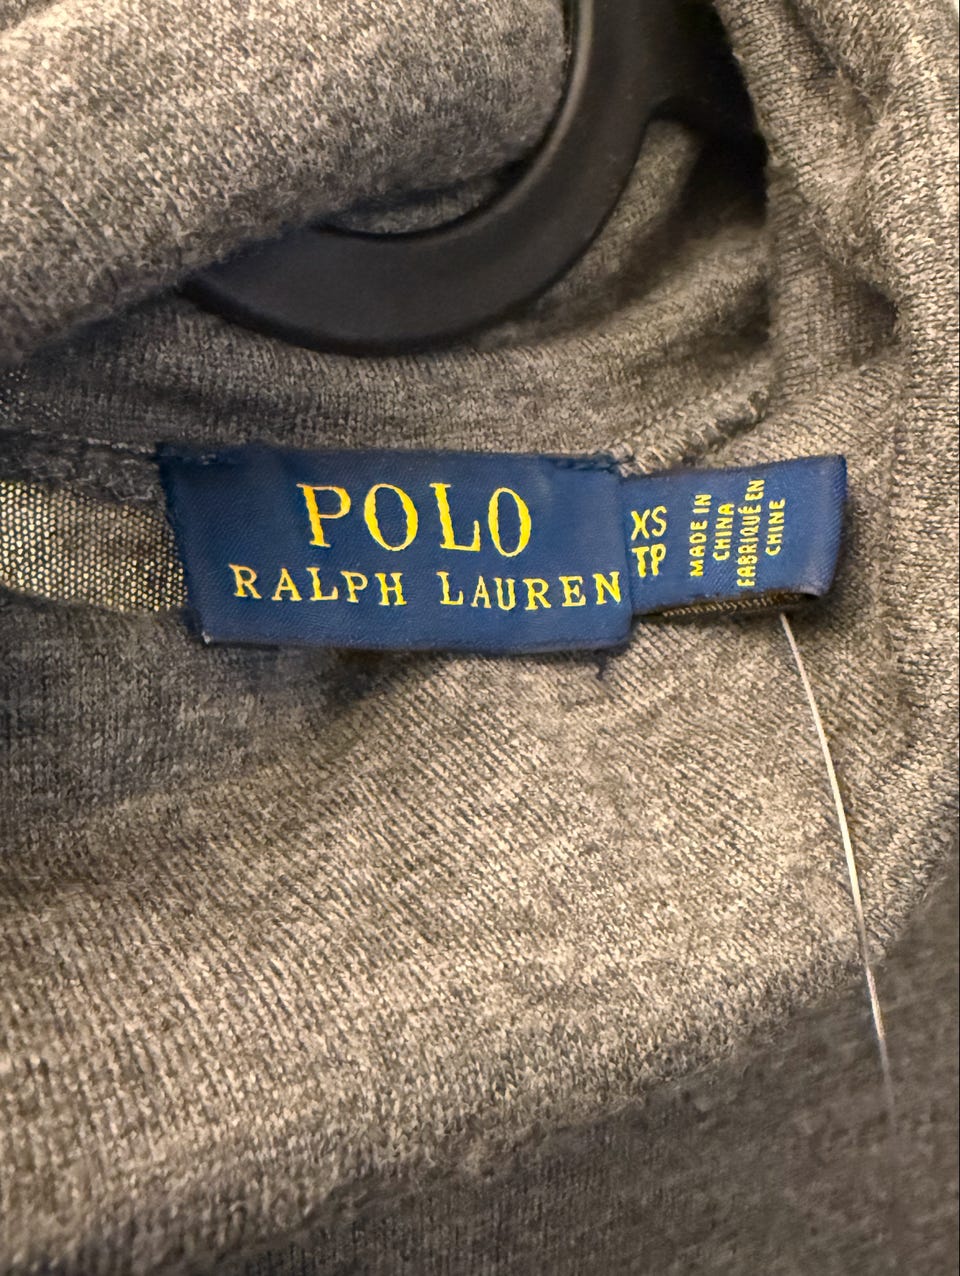 POLO
RALPH LAUREN
XS
TP
MADE IN
CHINA
FABRIQUÉ EN
CHINE